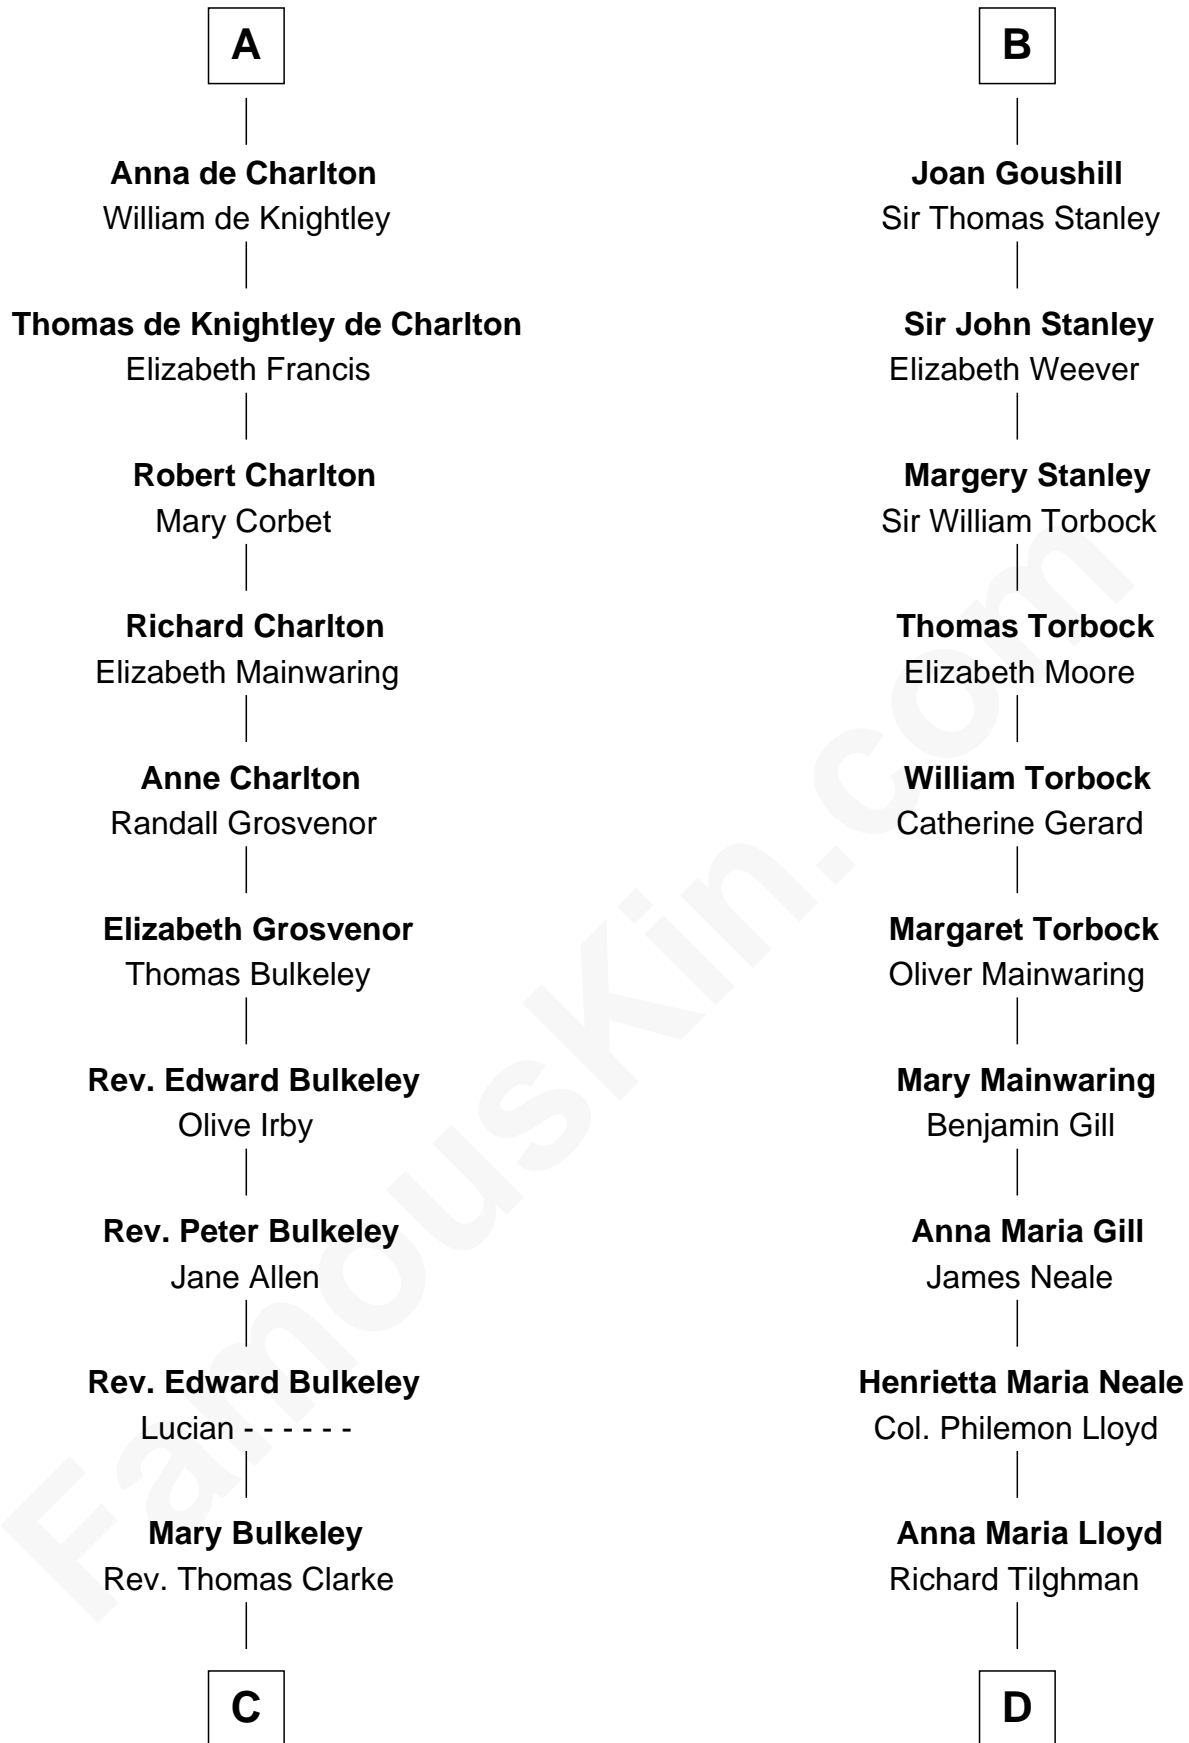 A
Anna de Charlton
William de Knightley
Thomas de Knightley de Charlton
Elizabeth Francis
Robert Charlton
Mary Corbet
Richard Charlton
Elizabeth Mainwaring
Anne Charlton
Randall Grosvenor
Elizabeth Grosvenor
Thomas Bulkeley
Rev. Edward Bulkeley
Olive Irby
Rev. Peter Bulkeley
Jane Allen
Rev. Edward Bulkeley
Lucian - - - - - -
Mary Bulkeley
Rev. Thomas Clarke
C
B
Joan Goushill
Sir Thomas Stanley
Sir John Stanley
Elizabeth Weever
Margery Stanley
Sir William Torbock
Thomas Torbock
Elizabeth Moore
William Torbock
Catherine Gerard
Margaret Torbock
Oliver Mainwaring
Mary Mainwaring
Benjamin Gill
Anna Maria Gill
James Neale
Henrietta Maria Neale
Col. Philemon Lloyd
Anna Maria Lloyd
Richard Tilghman
D
FamousKin.com